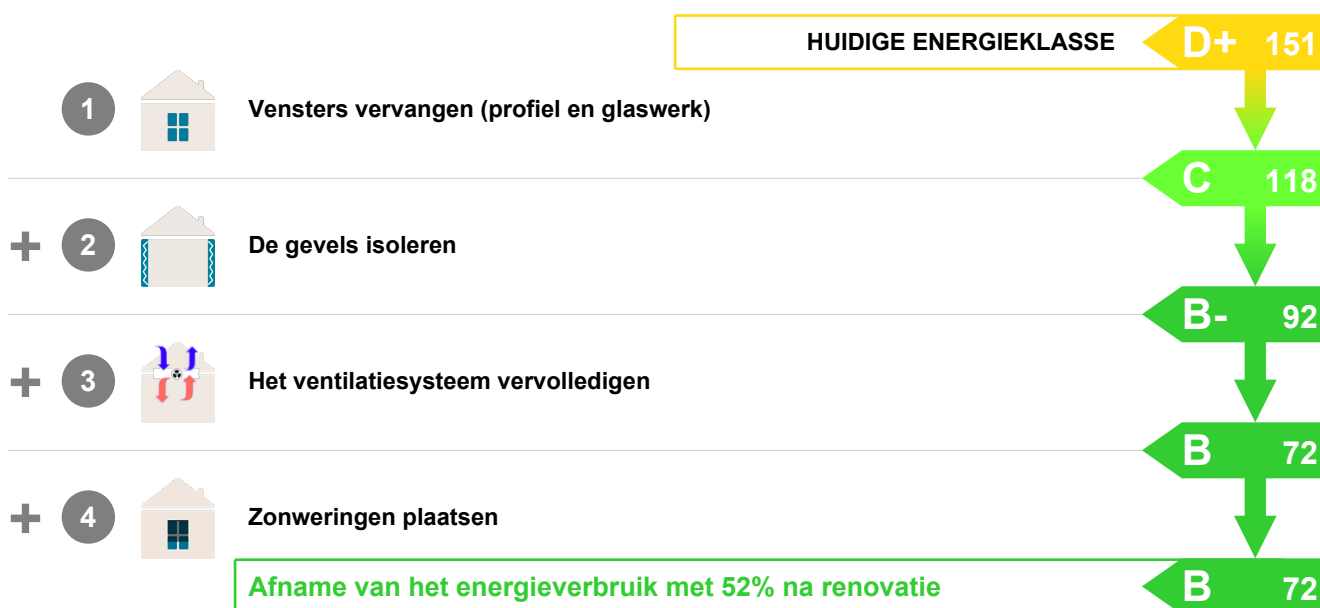 HUIDIGE ENERGIEKLASSE D+ 151
1 Vensters vervangen (profiel en glaswerk)
C 118
+ 2 De gevels isoleren
B- 92
+ 3 Het ventilatiesysteem vervolledigen
B 72
+ 4 Zonweringen plaatsen
Afname van het energieverbruik met 52% na renovatie B 72